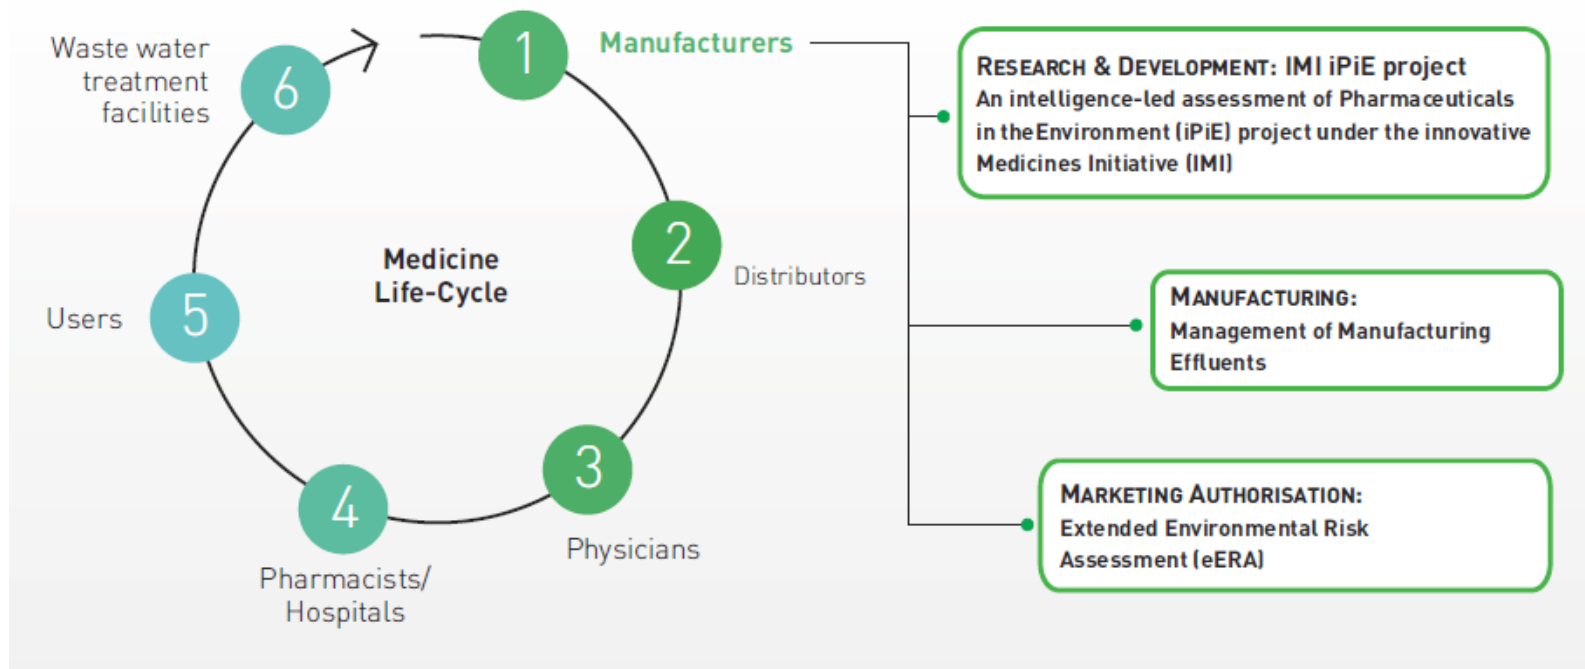 1
Manufacturers
2
Distributors
3
Physicians
4
Pharmacists/
Hospitals
5
Users
6
Waste water
treatment
facilities
Medicine
Life-Cycle
RESEARCH & DEVELOPMENT: IMI iPiE project
An intelligence-led assessment of Pharmaceuticals
in theEnvironment (iPiE) project under the innovative
Medicines Initiative (IMI)
MANUFACTURING:
Management of Manufacturing
Effluents
MARKETING AUTHORISATION:
Extended Environmental Risk
Assessment (eERA)